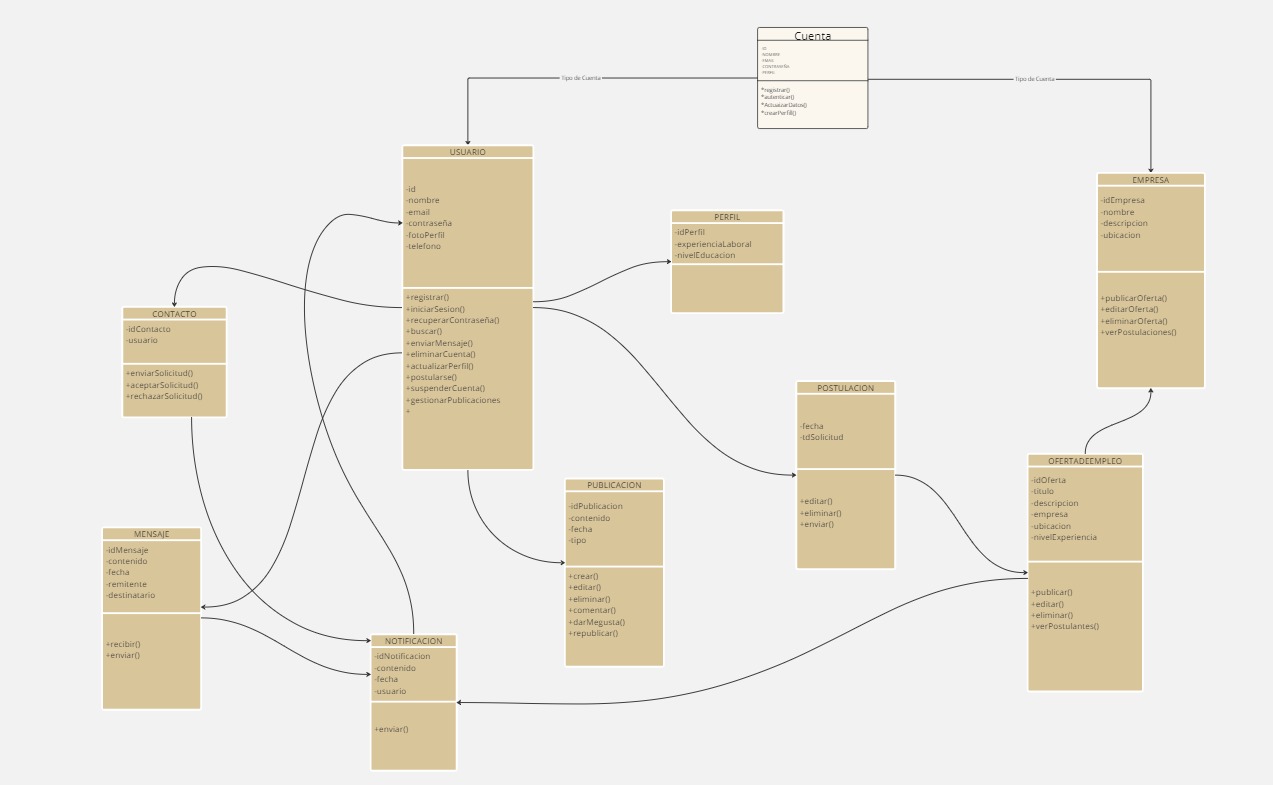 Cuenta
ID
NOMBRE
EMAIL
CONTRASEÑA
PERFIL
*registrar()
*autenticar()
*ActuaizarDatos()
*crearPerfil()
Tipo de Cuenta
Tipo de Cuenta
USUARIO
-id
-nombre
-email
-contraseña
-fotoPerfil
-telefono
+registrar()
+iniciarSesion()
+recuperarContraseña()
+buscar()
+enviarMensaje()
+eliminarCuenta()
+actualizarPerfil()
+postularse()
+suspenderCuenta()
+gestionarPublicaciones
+
EMPRESA
-idEmpresa
-nombre
-descripcion
-ubicacion
+publicarOferta()
+editarOferta()
+eliminarOferta()
+verPostulaciones()
PERFIL
-idPerfil
-experienciaLaboral
-nivelEducacion
CONTACTO
-idContacto
-usuario
+enviarSolicitud()
+aceptarSolicitud()
+rechazarSolicitud()
POSTULACION
-fecha
-tdSolicitud
+editar()
+eliminar()
+enviar()
OFERTADEEMPLEO
-idOferta
-titulo
-descripcion
-empresa
-ubicacion
-nivelExperiencia
+publicar()
+editar()
+eliminar()
+verPostulantes()
PUBLICACION
-idPublicacion
-contenido
-fecha
-tipo
+crear()
+editar()
+eliminar()
+comentar()
+darMegusta()
+republicar()
MENSAJE
-idMensaje
-contenido
-fecha
-remitente
-destinatario
+recibir()
+enviar()
NOTIFICACION
-idNotificacion
-contenido
-fecha
-usuario
+enviar()